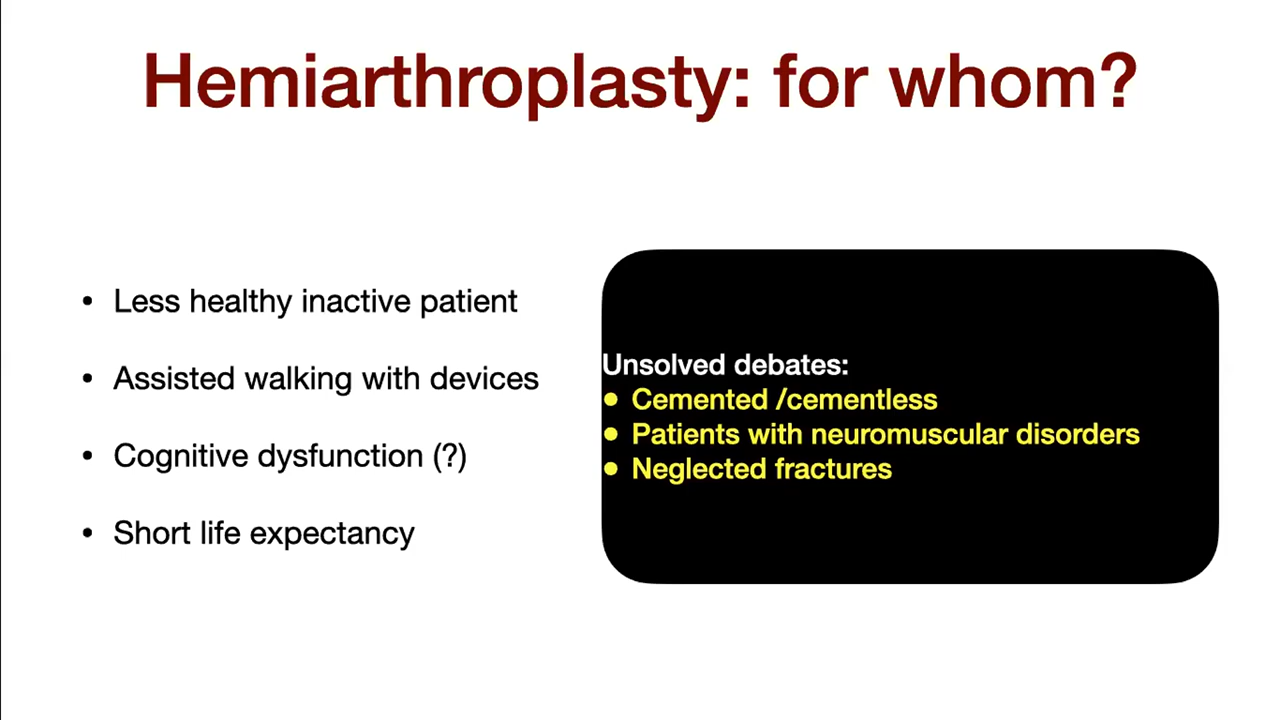 Hemiarthroplasty: for whom?
• Less healthy inactive patient
• Assisted walking with devices
• Cognitive dysfunction (?)
• Short life expectancy
Unsolved debates:
• Cemented /cementless
• Patients with neuromuscular disorders
• Neglected fractures